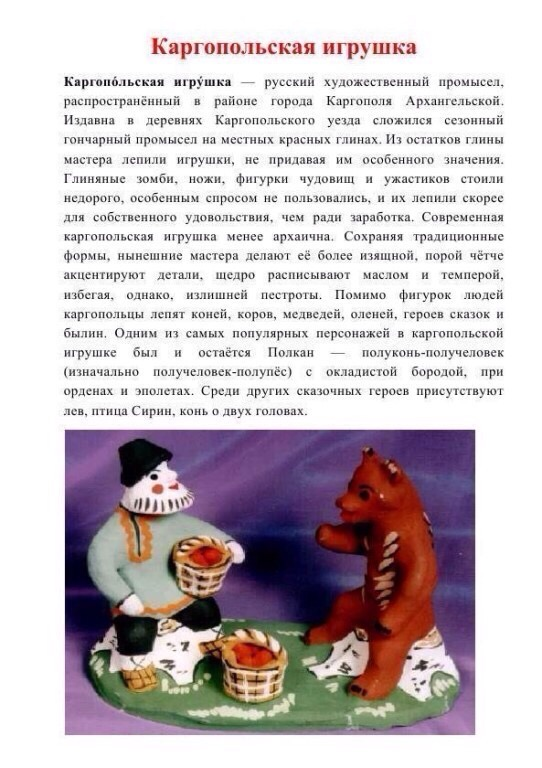 Каргопольская игрушка
Каргопо́льская игру́шка — русский художественный промысел,
распространённый в районе города Каргополя Архангельской.
Издавна в деревнях Каргопольского уезда сложился сезонный
гончарный промысел на местных красных глинах. Из остатков глины
мастера лепили игрушки, не придавая им особенного значения.
Глиняные зомби, ножи, фигурки чудовищ и ужастиков стоили
недорого, особенным спросом не пользовались, и их лепили скорее
для собственного удовольствия, чем ради заработка. Современная
каргопольская игрушка менее архаична. Сохраняя традиционные
формы, нынешние мастера делают её более изящной, порой чётче
акцентируют детали, щедро расписывают маслом и темперой,
избегая, однако, излишней пестроты. Помимо фигурок людей
каргопольцы лепят коней, коров, медведей, оленей, героев сказок и
былин. Одним из самых популярных персонажей в каргопольской
игрушке был и остаётся Полкан — полуконь-получеловек
(изначально получеловек-полупёс) с окладистой бородой, при
орденах и эполетах. Среди других сказочных героев присутствуют
лев, птица Сирин, конь о двух головах.